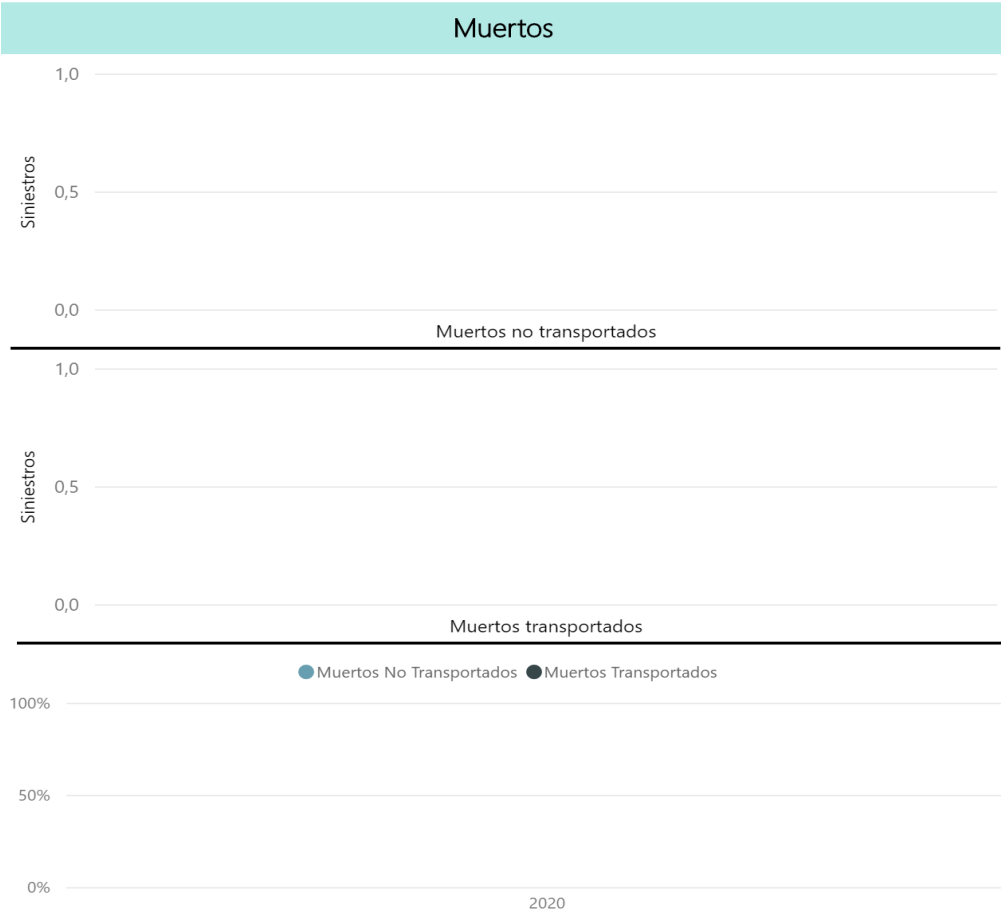 Muertos
1,0
Siniestros
0,5
0,0
Muertos no transportados
1,0
Siniestros
0,5
0,0
Muertos transportados
Muertos No Transportados Muertos Transportados
100%
50%
0%
2020